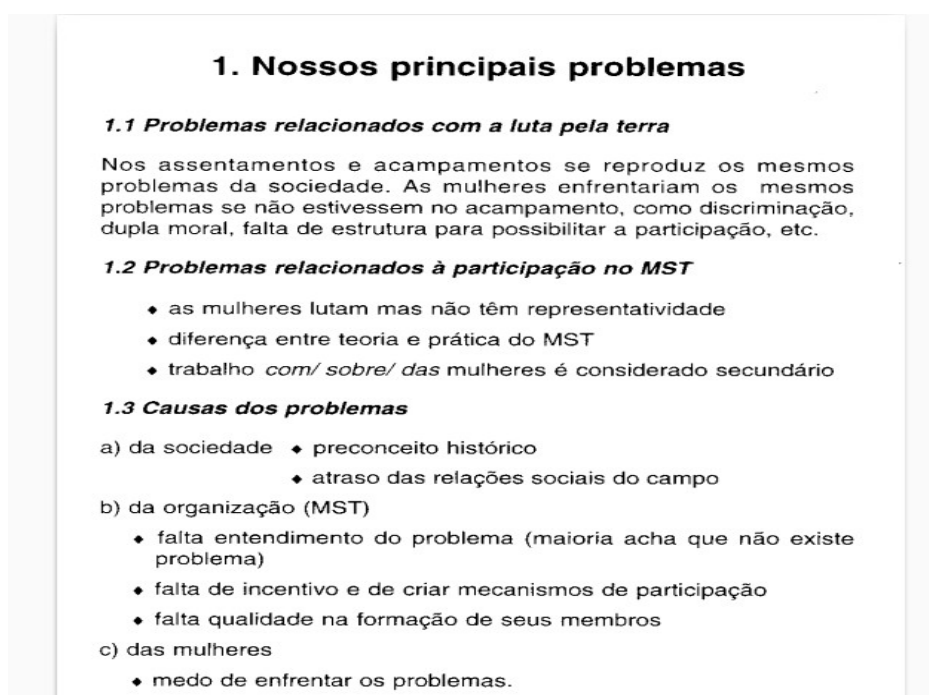 1. Nossos principais problemas
1.1 Problemas relacionados com a luta pela terra
Nos assentamentos e acampamentos se reproduz os mesmos
problemas da sociedade. As mulheres enfrentariam os mesmos
problemas se não estivessem no acampamento, como discriminação,
dupla moral, falta de estrutura para possibilitar a participação, etc.
1.2 Problemas relacionados à participação no MST
◆ as mulheres lutam mas não têm representatividade
◆ diferença entre teoria e prática do MST
◆ trabalho com/ sobre/ das mulheres é considerado secundário
1.3 Causas dos problemas
a) da sociedade ◆ preconceito histórico
◆ atraso das relações sociais do campo
b) da organização (MST)
◆ falta entendimento do problema (maioria acha que não existe
problema)
◆ falta de incentivo e de criar mecanismos de participação
◆ falta qualidade na formação de seus membros
c) das mulheres
◆ medo de enfrentar os problemas.